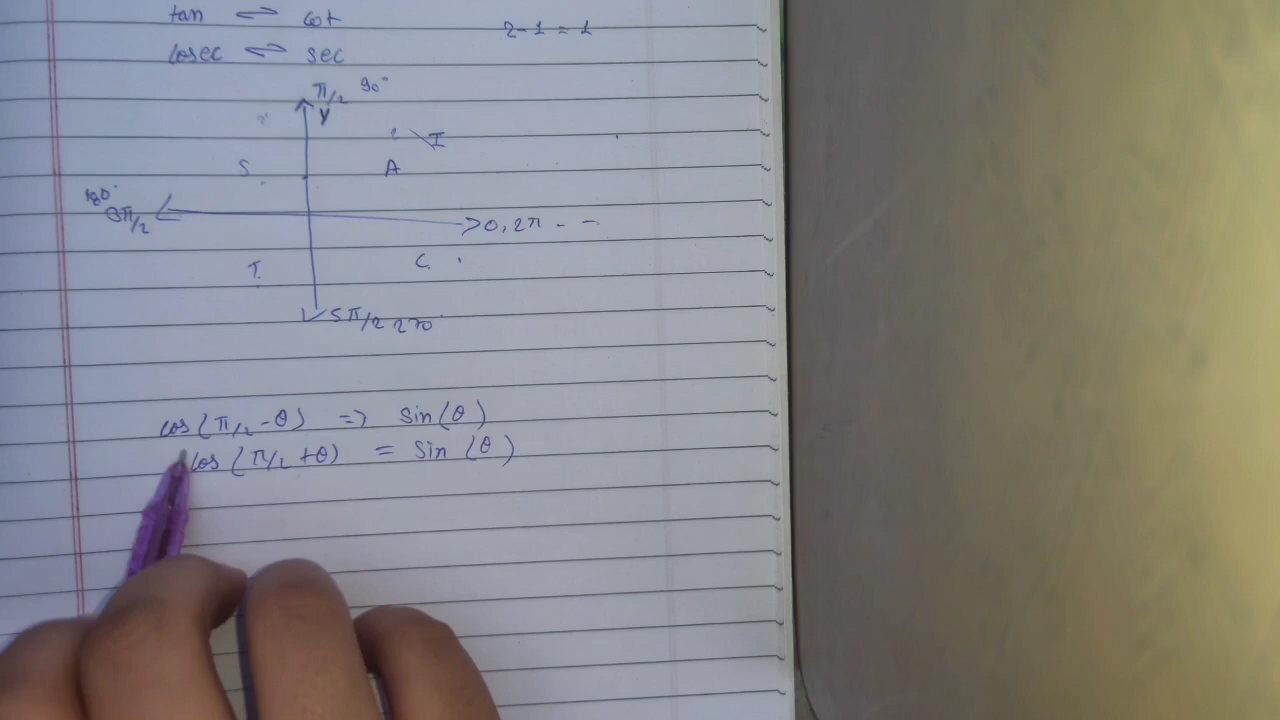 tan ⇌ cot
2-1 = 1
cosec ⇌ sec
π/2 90°
Y
I
S A
180°
3π/2
0, 2π - -
T C
5π/2 270°
cos(π/2-θ) => sin(θ)
cos(π/2+θ) = sin(θ)